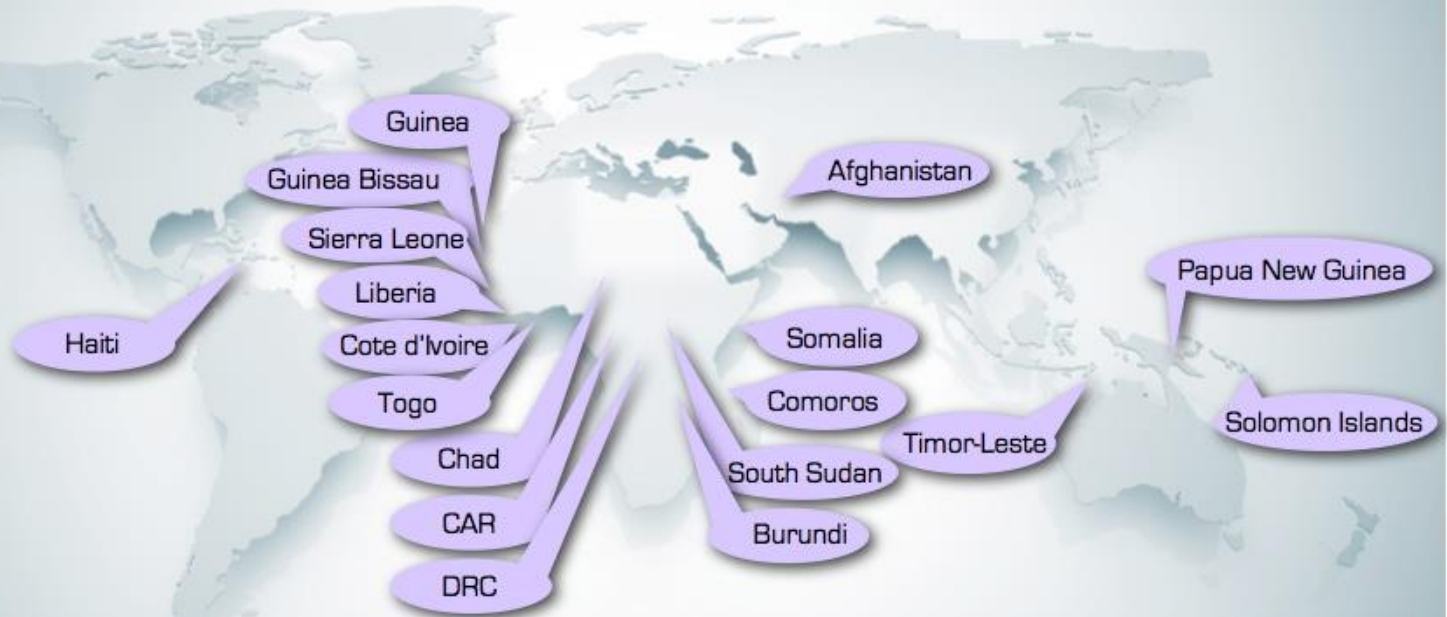 Guinea
Guinea Bissau
Afghanistan
Sierra Leone
Papua New Guinea
Liberia
Haiti
Cote d'Ivoire
Somalia
Togo
Comoros
Solomon Islands
Timor-Leste
Chad
South Sudan
CAR
Burundi
DRC